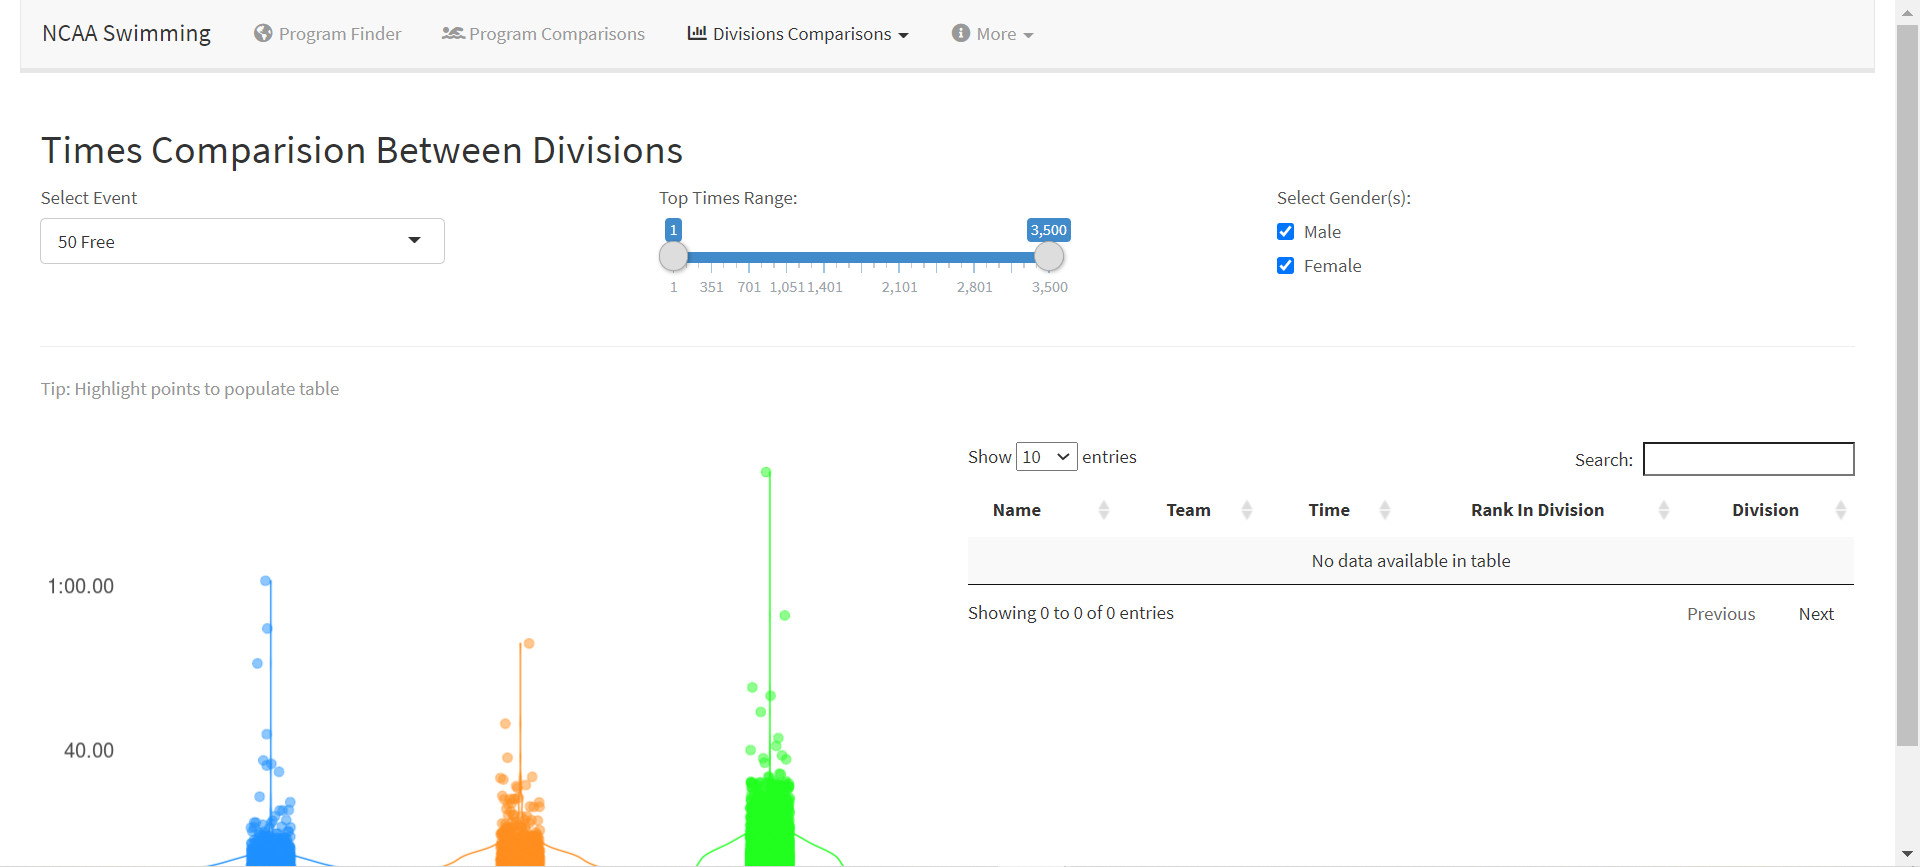 NCAA Swimming Program Finder Program Comparisons Divisions Comparisons More
Times Comparision Between Divisions
Select Event
50 Free
Top Times Range:
1 3,500
1 351 701 1,051 1,401 2,101 2,801 3,500
Select Gender(s):
Male
Female
Tip: Highlight points to populate table
1:00.00
40.00
Show 10 entries
Search:
Name Team Time Rank In Division Division
No data available in table
Showing 0 to 0 of 0 entries
Previous Next